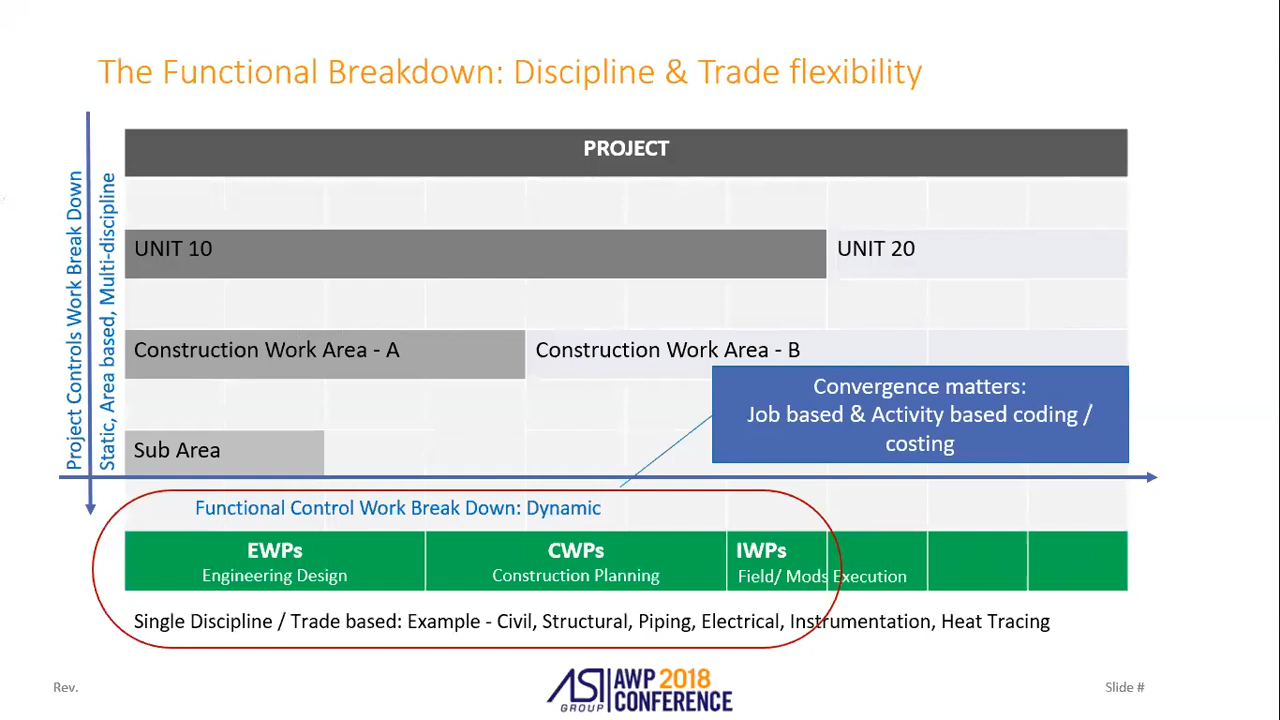 The Functional Breakdown: Discipline & Trade flexibility
Project Controls Work Break Down
Static, Area based, Multi-discipline
PROJECT
UNIT 10
UNIT 20
Construction Work Area - A
Construction Work Area - B
Convergence matters:
Job based & Activity based coding /
costing
Sub Area
Functional Control Work Break Down: Dynamic
EWPs
Engineering Design
CWPs
Construction Planning
IWPs
Field/ Mods Execution
Single Discipline / Trade based: Example - Civil, Structural, Piping, Electrical, Instrumentation, Heat Tracing
Rev.
ASI
GROUP
AWP 2018
CONFERENCE
Slide #